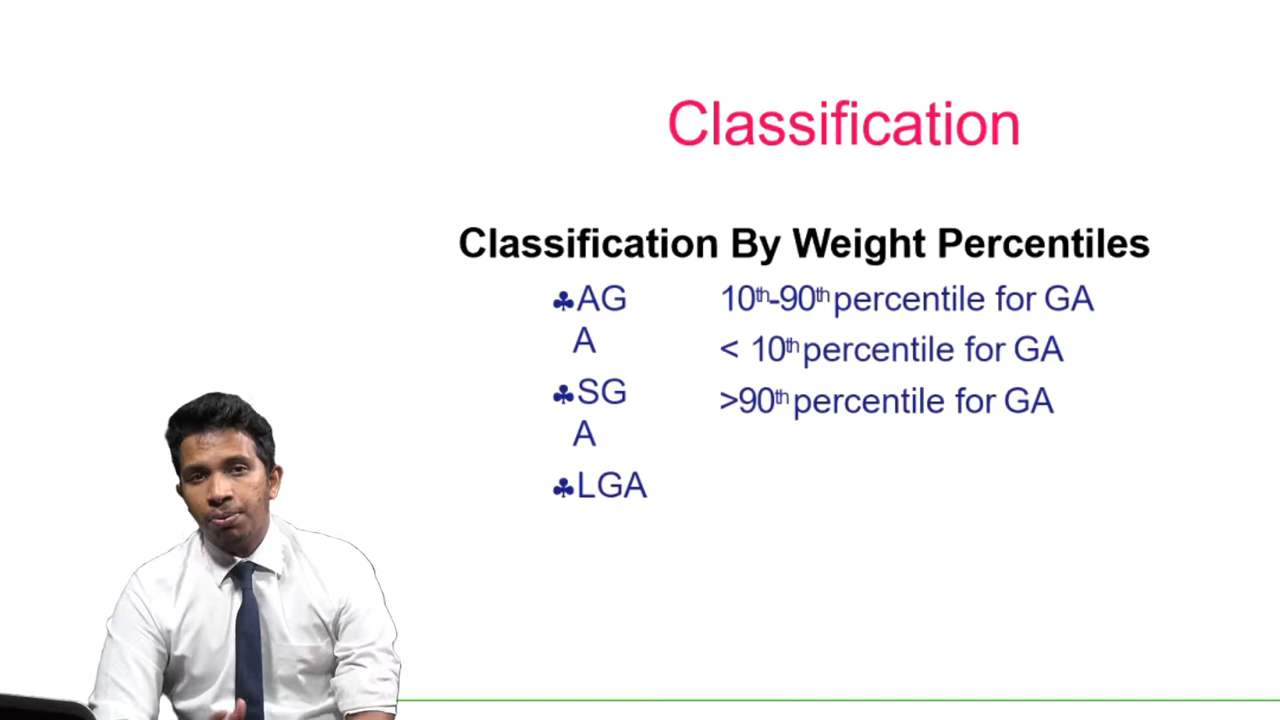 Classification
Classification By Weight Percentiles
♣AG
A
♣SG
A
♣LGA
10th-90th percentile for GA
< 10th percentile for GA
>90th percentile for GA